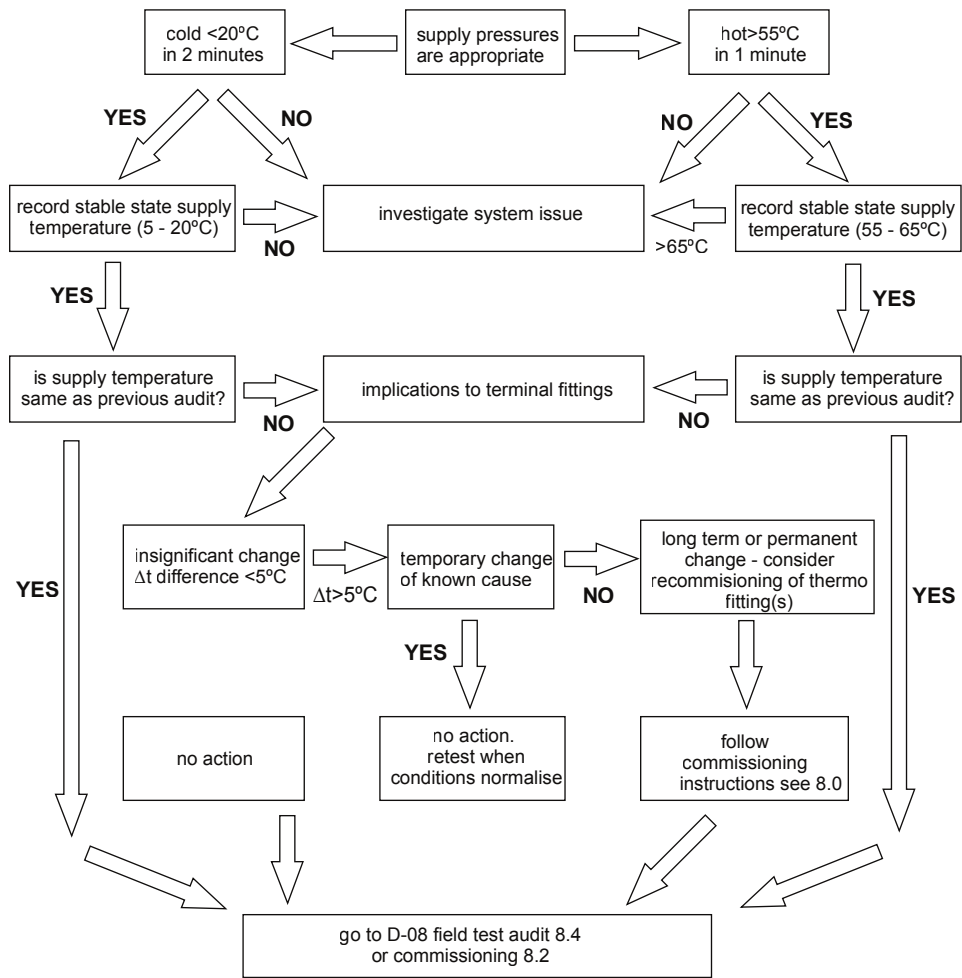 cold <20ºC
in 2 minutes
supply pressures
are appropriate
hot>55ºC
in 1 minute
YES
NO
NO
YES
record stable state supply
temperature (5 - 20ºC)
NO
investigate system issue
>65ºC
record stable state supply
temperature (55 - 65ºC)
YES
YES
is supply temperature
same as previous audit?
NO
implications to terminal fittings
NO
is supply temperature
same as previous audit?
YES
insignificant change
Δt difference <5ºC
Δt>5ºC
temporary change
of known cause
NO
long term or permanent
change - consider
recommisioning of thermo
fitting(s)
YES
YES
no action
no action.
retest when
conditions normalise
follow
commissioning
instructions see 8.0
go to D-08 field test audit 8.4
or commissioning 8.2